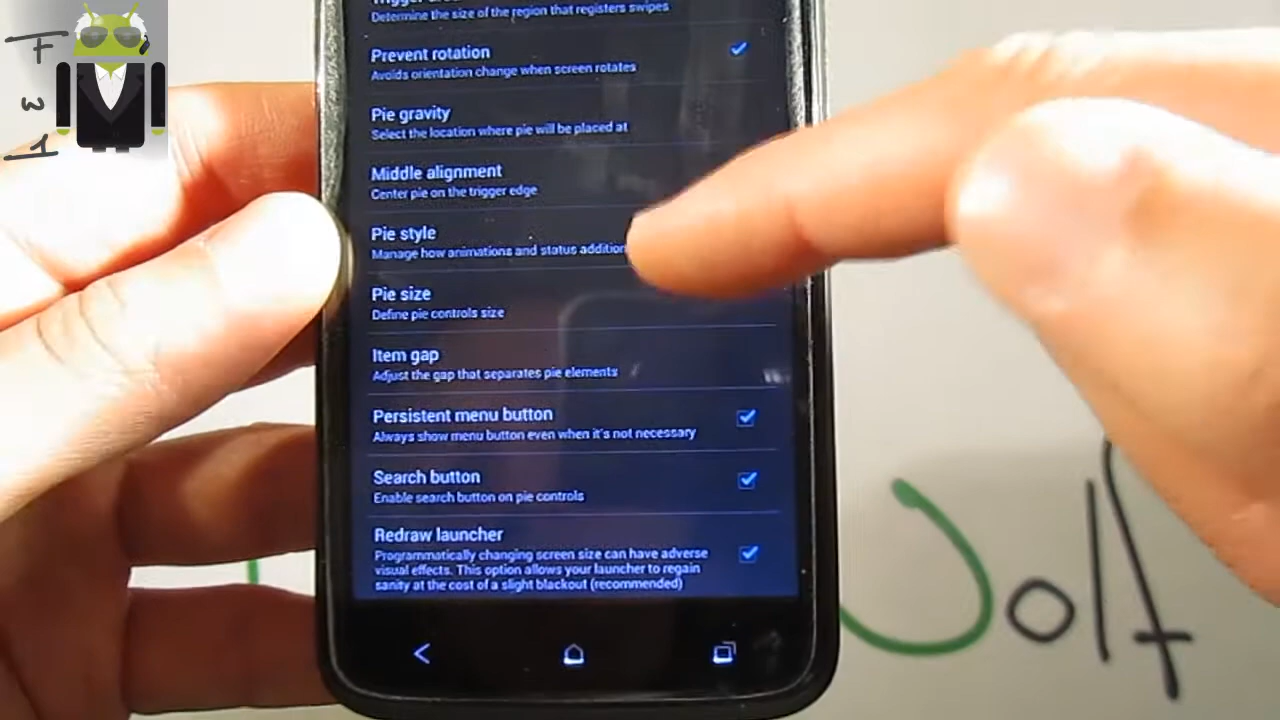 Determine the size of the region that registers swipes
Prevent rotation
Avoids orientation change when screen rotates
Pie gravity
Select the location where pie will be placed at
Middle alignment
Center pie on the trigger edge
Pie style
Manage how animations and status
Pie size
Define pie controls size
Item gap
Adjust the gap that separates pie elements
Persistent menu button
Always show menu button even when it's not necessary
Search button
Enable search button on pie controls
Redraw launcher
Programmatically changing screen size can have adverse
visual effects. This option allows your launcher to regain
sanity at the cost of a slight blackout (recommended)
olf